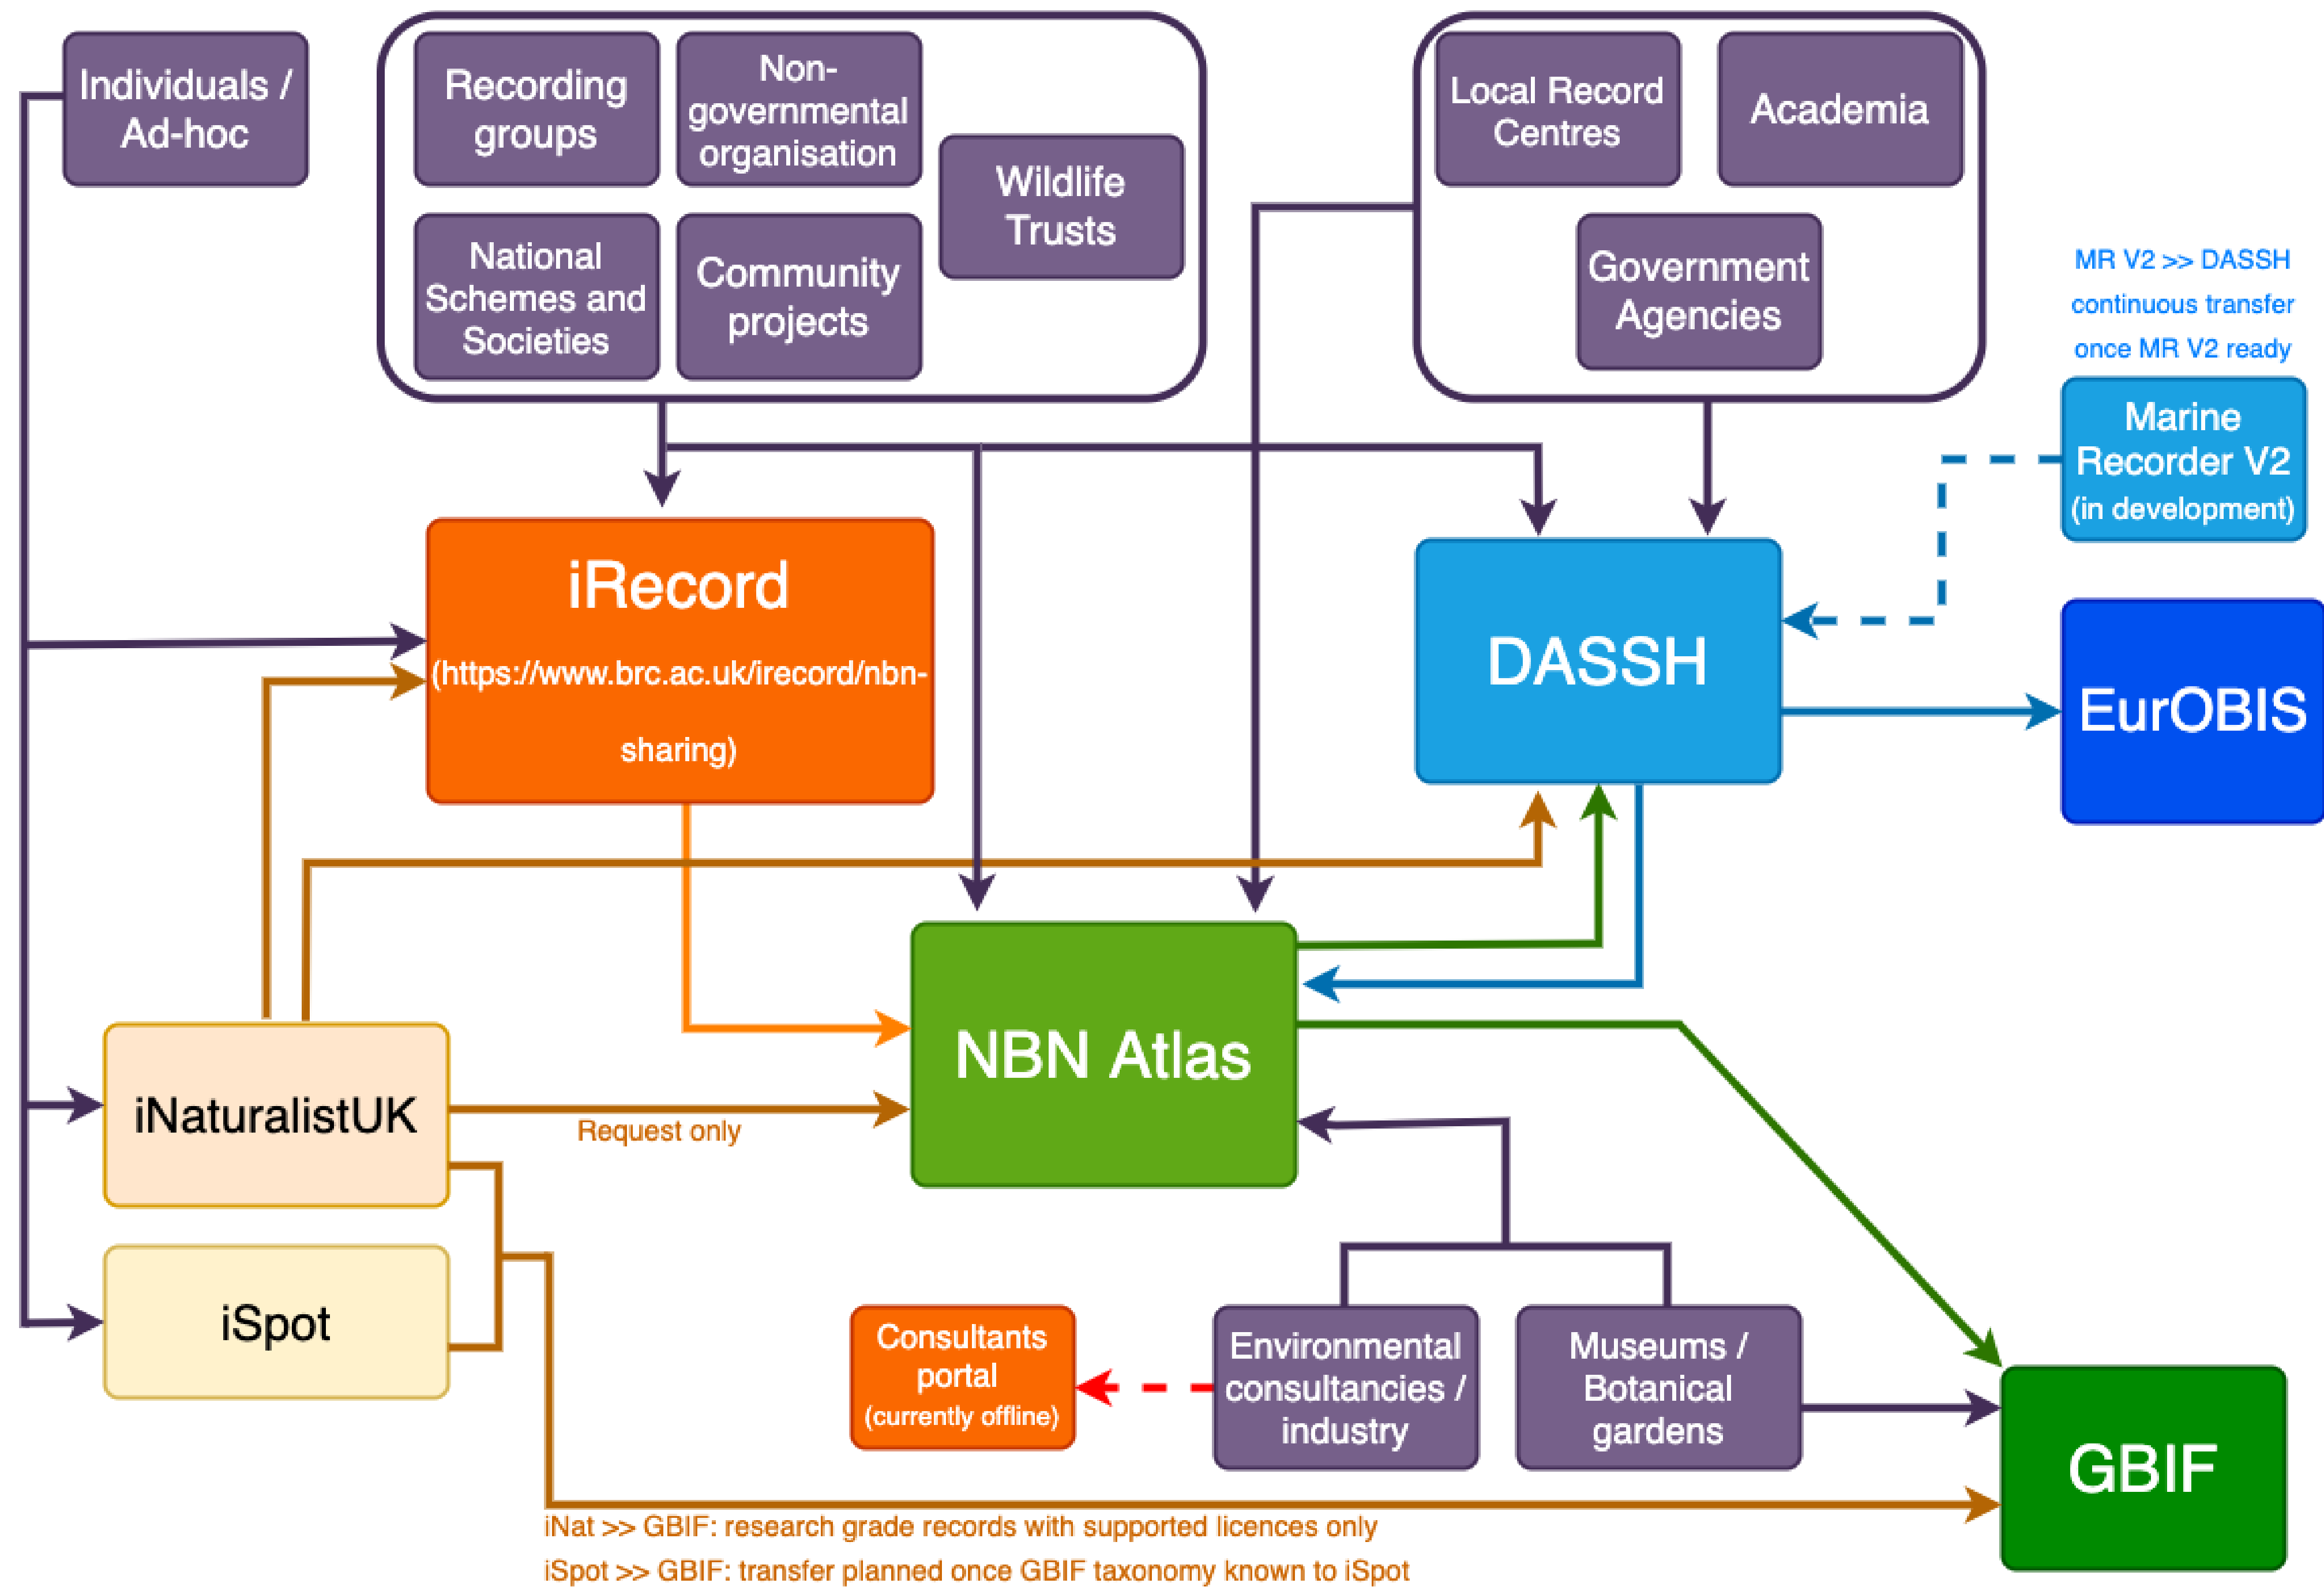 Individuals /
Ad-hoc
Recording
groups
Non-
governmental
organisation
Wildlife
Trusts
National
Schemes and
Societies
Community
projects
Local Record
Centres
Academia
Government
Agencies
MR V2 >> DASSH
continuous transfer
once MR V2 ready
Marine
Recorder V2
(in development)
iRecord
(https://www.brc.ac.uk/irecord/nbn-
sharing)
DASSH
EurOBIS
NBN Atlas
iNaturalistUK
Request only
iSpot
Consultants
portal
(currently offline)
Environmental
consultancies /
industry
Museums /
Botanical
gardens
GBIF
iNat >> GBIF: research grade records with supported licences only
iSpot >> GBIF: transfer planned once GBIF taxonomy known to iSpot